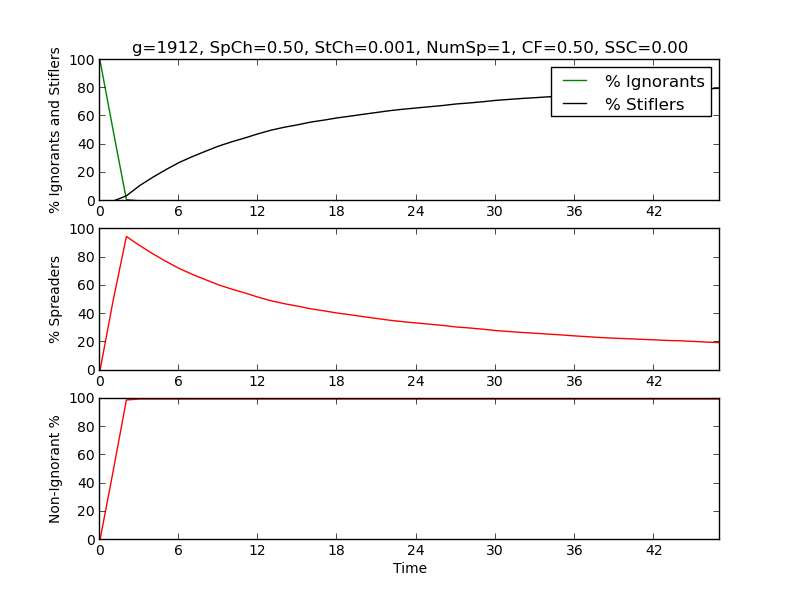 g=1912, SpCh=0.50, StCh=0.001, NumSp=1, CF=0.50, SSC=0.00
% Ignorants and Stiflers
100
80
60
40
20
0
% Ignorants
% Stiflers
0 6 12 18 24 30 36 42
% Spreaders
100
80
60
40
20
0
0 6 12 18 24 30 36 42
Non-Ignorant %
100
80
60
40
20
0
0 6 12 18 24 30 36 42
Time